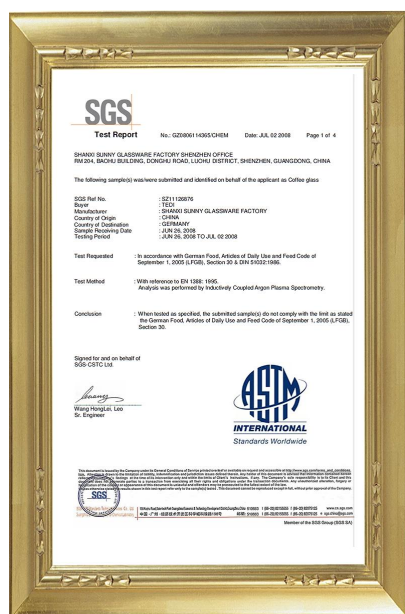 SGS
Test Report No.: GZ0806114365/CHEM Date: JUL 02 2008 Page 1 of 4
SHANXI SUNNY GLASSWARE FACTORY SHENZHEN OFFICE
RM 204, BAOHU BUILDING, DONGHU ROAD, LUOHU DISTRICT, SHENZHEN, GUANGDONG, CHINA
The following sample(s) was/were submitted and identified on behalf of the applicant as Coffee glass
SGS Ref No. : SZ11126876
Buyer : TEDI
Manufacturer : SHANXI SUNNY GLASSWARE FACTORY
Country of Origin : CHINA
Country of Destination : GERMANY
Sample Receiving Date : JUN 26, 2008
Testing Period : JUN 26, 2008 TO JUL 02 2008
Test Requested : In accordance with German Food, Articles of Daily Use and Feed Code of
September 1, 2005 (LFGB), Section 30 & DIN 51032:1986.
Test Method : With reference to EN 1388: 1995.
Analysis was performed by Inductively Coupled Argon Plasma Spectrometry.
Conclusion : When tested as specified, the submitted sample(s) do not comply with the limit as stated
the German Food, Articles of Daily Use and Feed Code of September 1, 2005 (LFGB),
Section 30.
Signed for and on behalf of
SGS-CSTC Ltd.
Wang HongLei, Leo
Sr. Engineer
ASTM
INTERNATIONAL
Standards Worldwide
SGS
Member of the SGS Group (SGS SA)